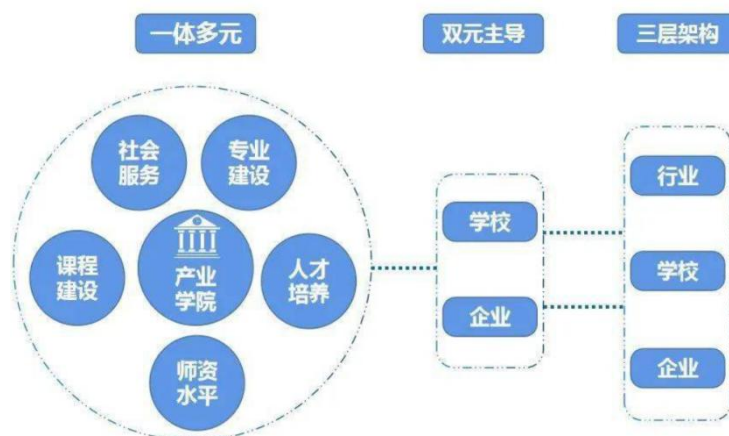 一体多元
双元主导
三层架构
社会
服务
专业
建设
课程
建设
产业
学院
人才
培养
师资
水平
学校
企业
行业
学校
企业